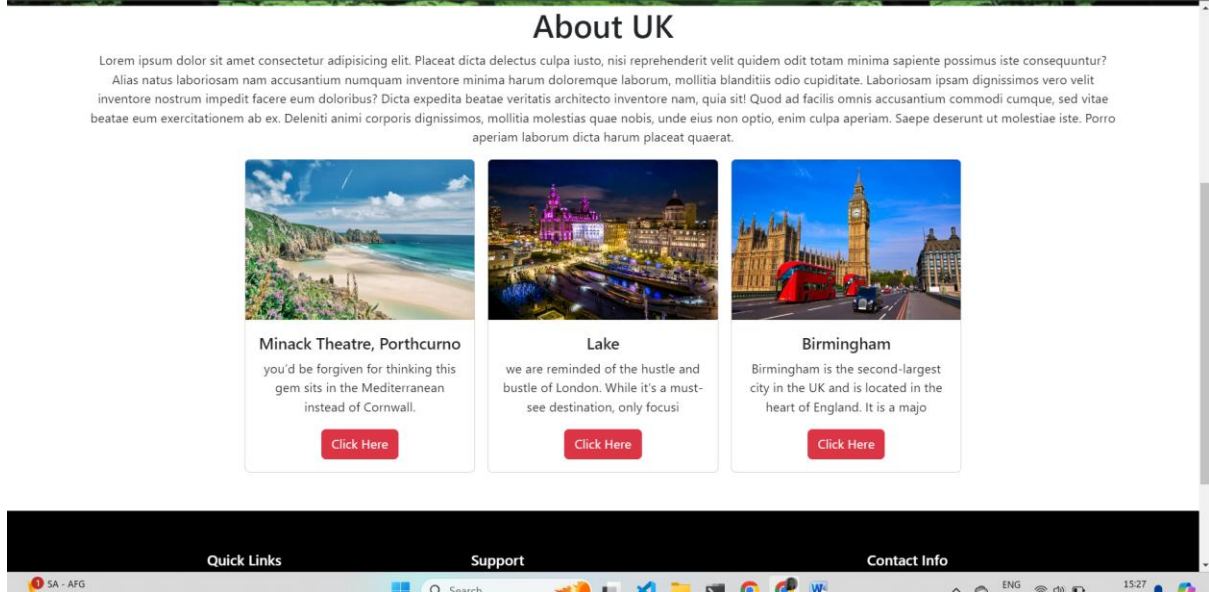 About UK
Lorem ipsum dolor sit amet consectetur adipisicing elit. Placeat dicta delectus culpa iusto, nisi reprehenderit velit quidem odit totam minima sapiente possimus iste consequuntur?
Alias natus laboriosam nam accusantium numquam inventore minima harum doloremque laborum, mollitia blanditiis odio cupiditate. Laboriosam ipsam dignissimos vero velit
inventore nostrum impedit facere eum doloribus? Dicta expedita beatae veritatis architecto inventore nam, quia sit! Quod ad facilis omnis accusantium commodi cumque, sed vitae
beatae eum exercitationem ab ex. Deleniti animi corporis dignissimos, mollitia molestias quae nobis, unde eius non optio, enim culpa aperiam. Saepe deserunt ut molestiae iste. Porro
aperiam laborum dicta harum placeat quaerat.
Minack Theatre, Porthcurno
you'd be forgiven for thinking this
gem sits in the Mediterranean
instead of Cornwall.
Click Here
Lake
we are reminded of the hustle and
bustle of London. While it's a must-
see destination, only focusi
Click Here
Birmingham
Birmingham is the second-largest
city in the UK and is located in the
heart of England. It is a majo
Click Here
Quick Links
Support
Contact Info
1 SA - AFG
Search
ENG
15:27